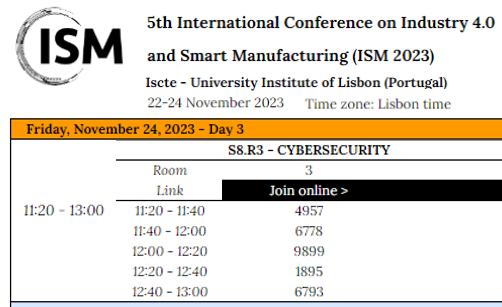 ISM
5th International Conference on Industry 4.0
and Smart Manufacturing (ISM 2023)
Iscte - University Institute of Lisbon (Portugal)
22-24 November 2023 Time zone: Lisbon time
Friday, November 24, 2023 - Day 3
S8.R3 - CYBERSECURITY
Room 3
Link Join online >
11:20 - 13:00 11:20 - 11:40 4957
11:40 - 12:00 6778
12:00 - 12:20 9899
12:20 - 12:40 1895
12:40 - 13:00 6793